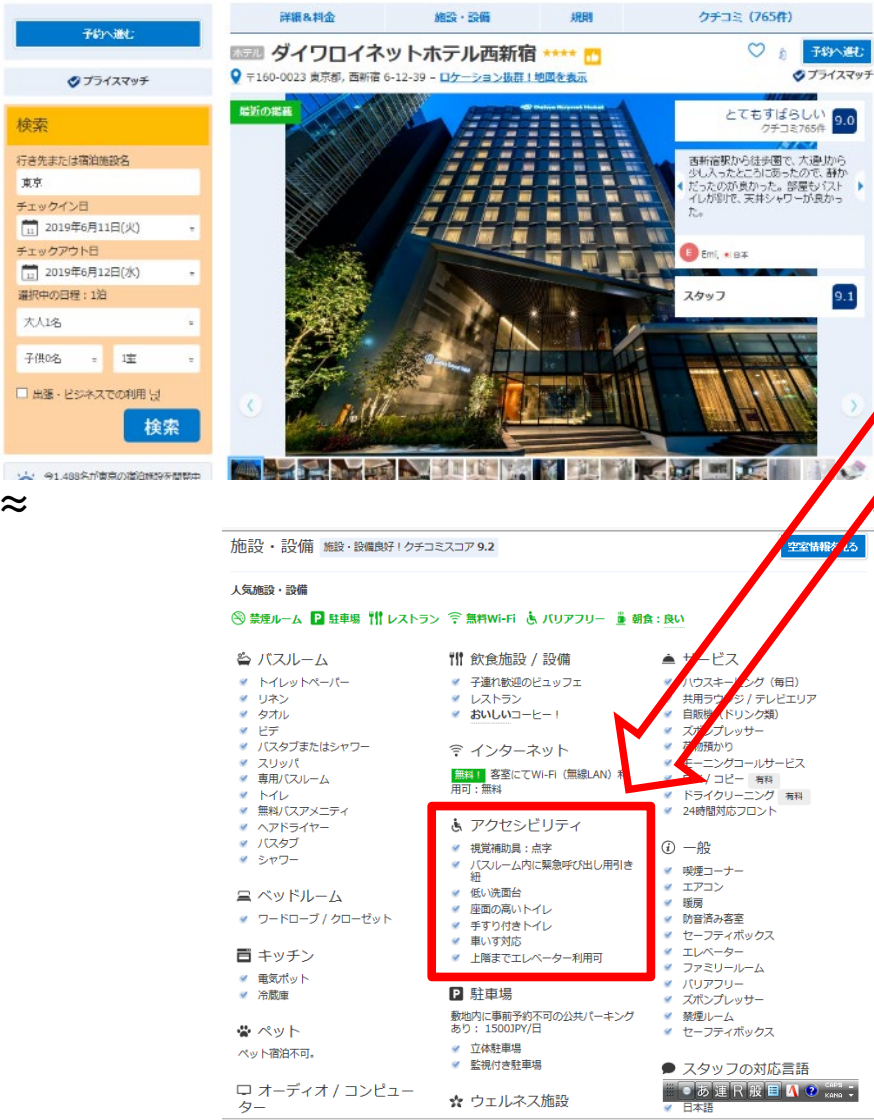 予約へ進む
プライスマッチ
検索
行き先または宿泊施設名
東京
チェックイン日
2019年6月11日(火)
チェックアウト日
2019年6月12日(水)
選択中の日程：1泊
大人1名
子供0名
1室
出張・ビジネスでの利用
検索
今1,488名が東京の宿泊施設を閲覧中
詳細&料金
施設・設備
規則
クチコミ（765件）
ホテル ダイワロイネットホテル西新宿
予約へ進む
〒160-0023 東京都, 西新宿 6-12-39 – ロケーション抜群！地図を表示
プライスマッチ
最近の掲載
とてもすばらしい 9.0
クチコミ765件
西新宿駅から徒歩圏で、大通りから
少し入ったところにあったので、静か
だったのが良かった。部屋もバスト
イレが別で、天井シャワーが良かっ
た。
E Emi, 日本
スタッフ 9.1
Daiwa Roynet Hotel
≈
施設・設備 施設・設備良好！クチコミスコア 9.2
空室情報を見る
人気施設・設備
禁煙ルーム P 駐車場 レストラン 無料Wi-Fi バリアフリー 朝食：良い
バスルーム
トイレットペーパー
リネン
タオル
ビデ
バスタブまたはシャワー
スリッパ
専用バスルーム
トイレ
無料バスアメニティ
ヘアドライヤー
バスタブ
シャワー
ベッドルーム
ワードローブ / クローゼット
キッチン
電気ポット
冷蔵庫
ペット
ペット宿泊不可。
オーディオ / コンピュー
ター
飲食施設 / 設備
子連れ歓迎のビュッフェ
レストラン
おいしいコーヒー！
インターネット
無料！ 客室にてWi-Fi（無線LAN）利
用可：無料
アクセシビリティ
視覚補助具：点字
バスルーム内に緊急呼び出し用引き
紐
低い洗面台
座面の高いトイレ
手すり付きトイレ
車いす対応
上階までエレベーター利用可
P 駐車場
敷地内に事前予約不可の公共パーキング
あり： 1500JPY/日
立体駐車場
監視付き駐車場
ウェルネス施設
サービス
ハウスキーピング（毎日）
共用ラウンジ / テレビエリア
自販機（ドリンク類）
ズボンプレッサー
荷物預かり
モーニングコールサービス
/ コピー 有料
ドライクリーニング 有料
24時間対応フロント
一般
喫煙コーナー
エアコン
暖房
防音済み客室
セーフティボックス
エレベーター
ファミリールーム
バリアフリー
ズボンプレッサー
禁煙ルーム
セーフティボックス
スタッフの対応言語
あ 連 R 般 CAPS KANA
日本語